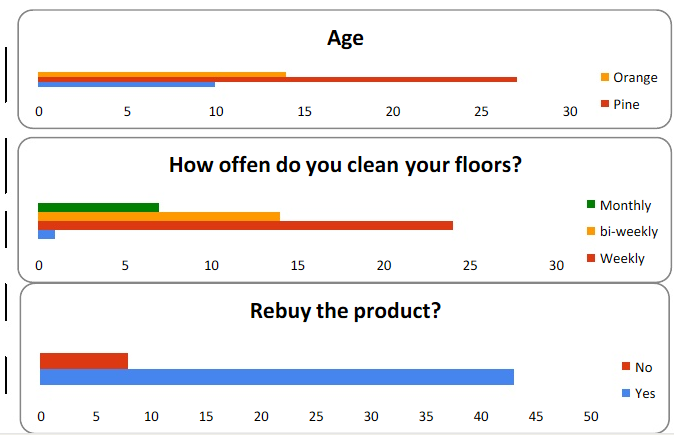 Age
Orange
Pine
0 5 10 15 20 25 30
How offen do you clean your floors?
Monthly
bi-weekly
Weekly
0 5 10 15 20 25 30
Rebuy the product?
No
Yes
0 5 10 15 20 25 30 35 40 45 50